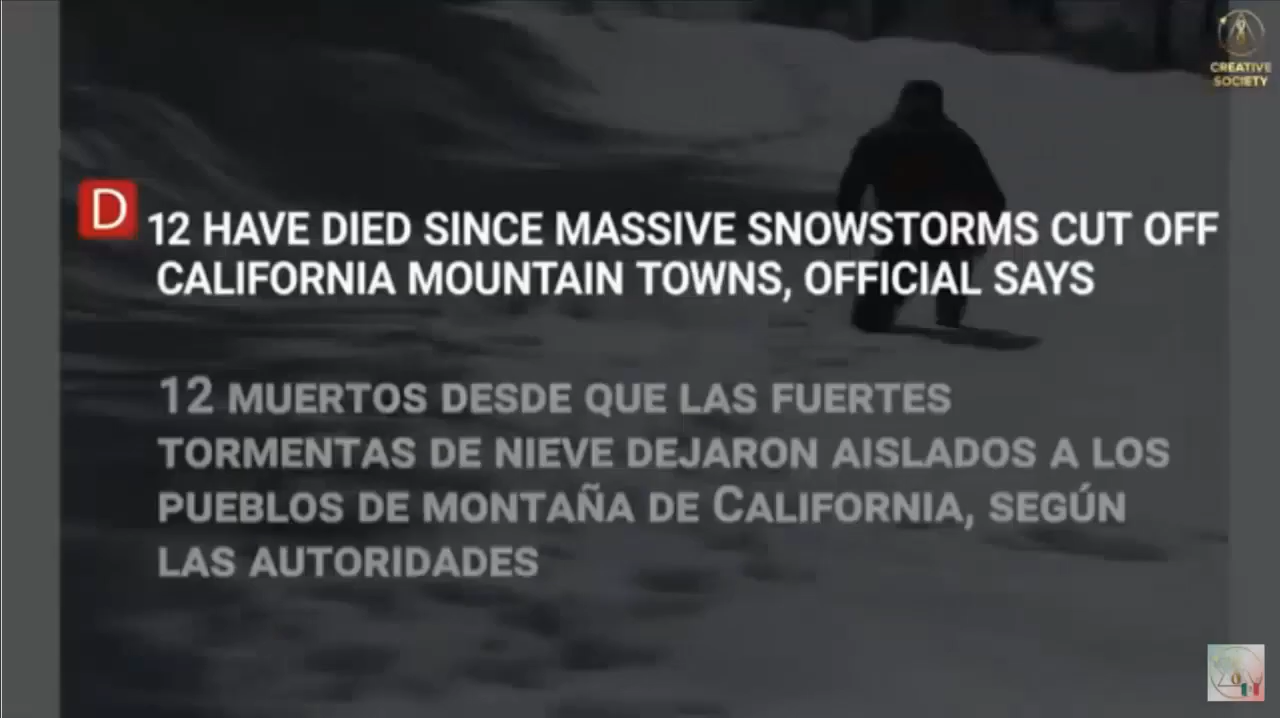 CREATIVE
SOCIETY
D
12 HAVE DIED SINCE MASSIVE SNOWSTORMS CUT OFF
CALIFORNIA MOUNTAIN TOWNS, OFFICIAL SAYS
12 MUERTOS DESDE QUE LAS FUERTES
TORMENTAS DE NIEVE DEJARON AISLADOS A LOS
PUEBLOS DE MONTAÑA DE CALIFORNIA, SEGÚN
LAS AUTORIDADES